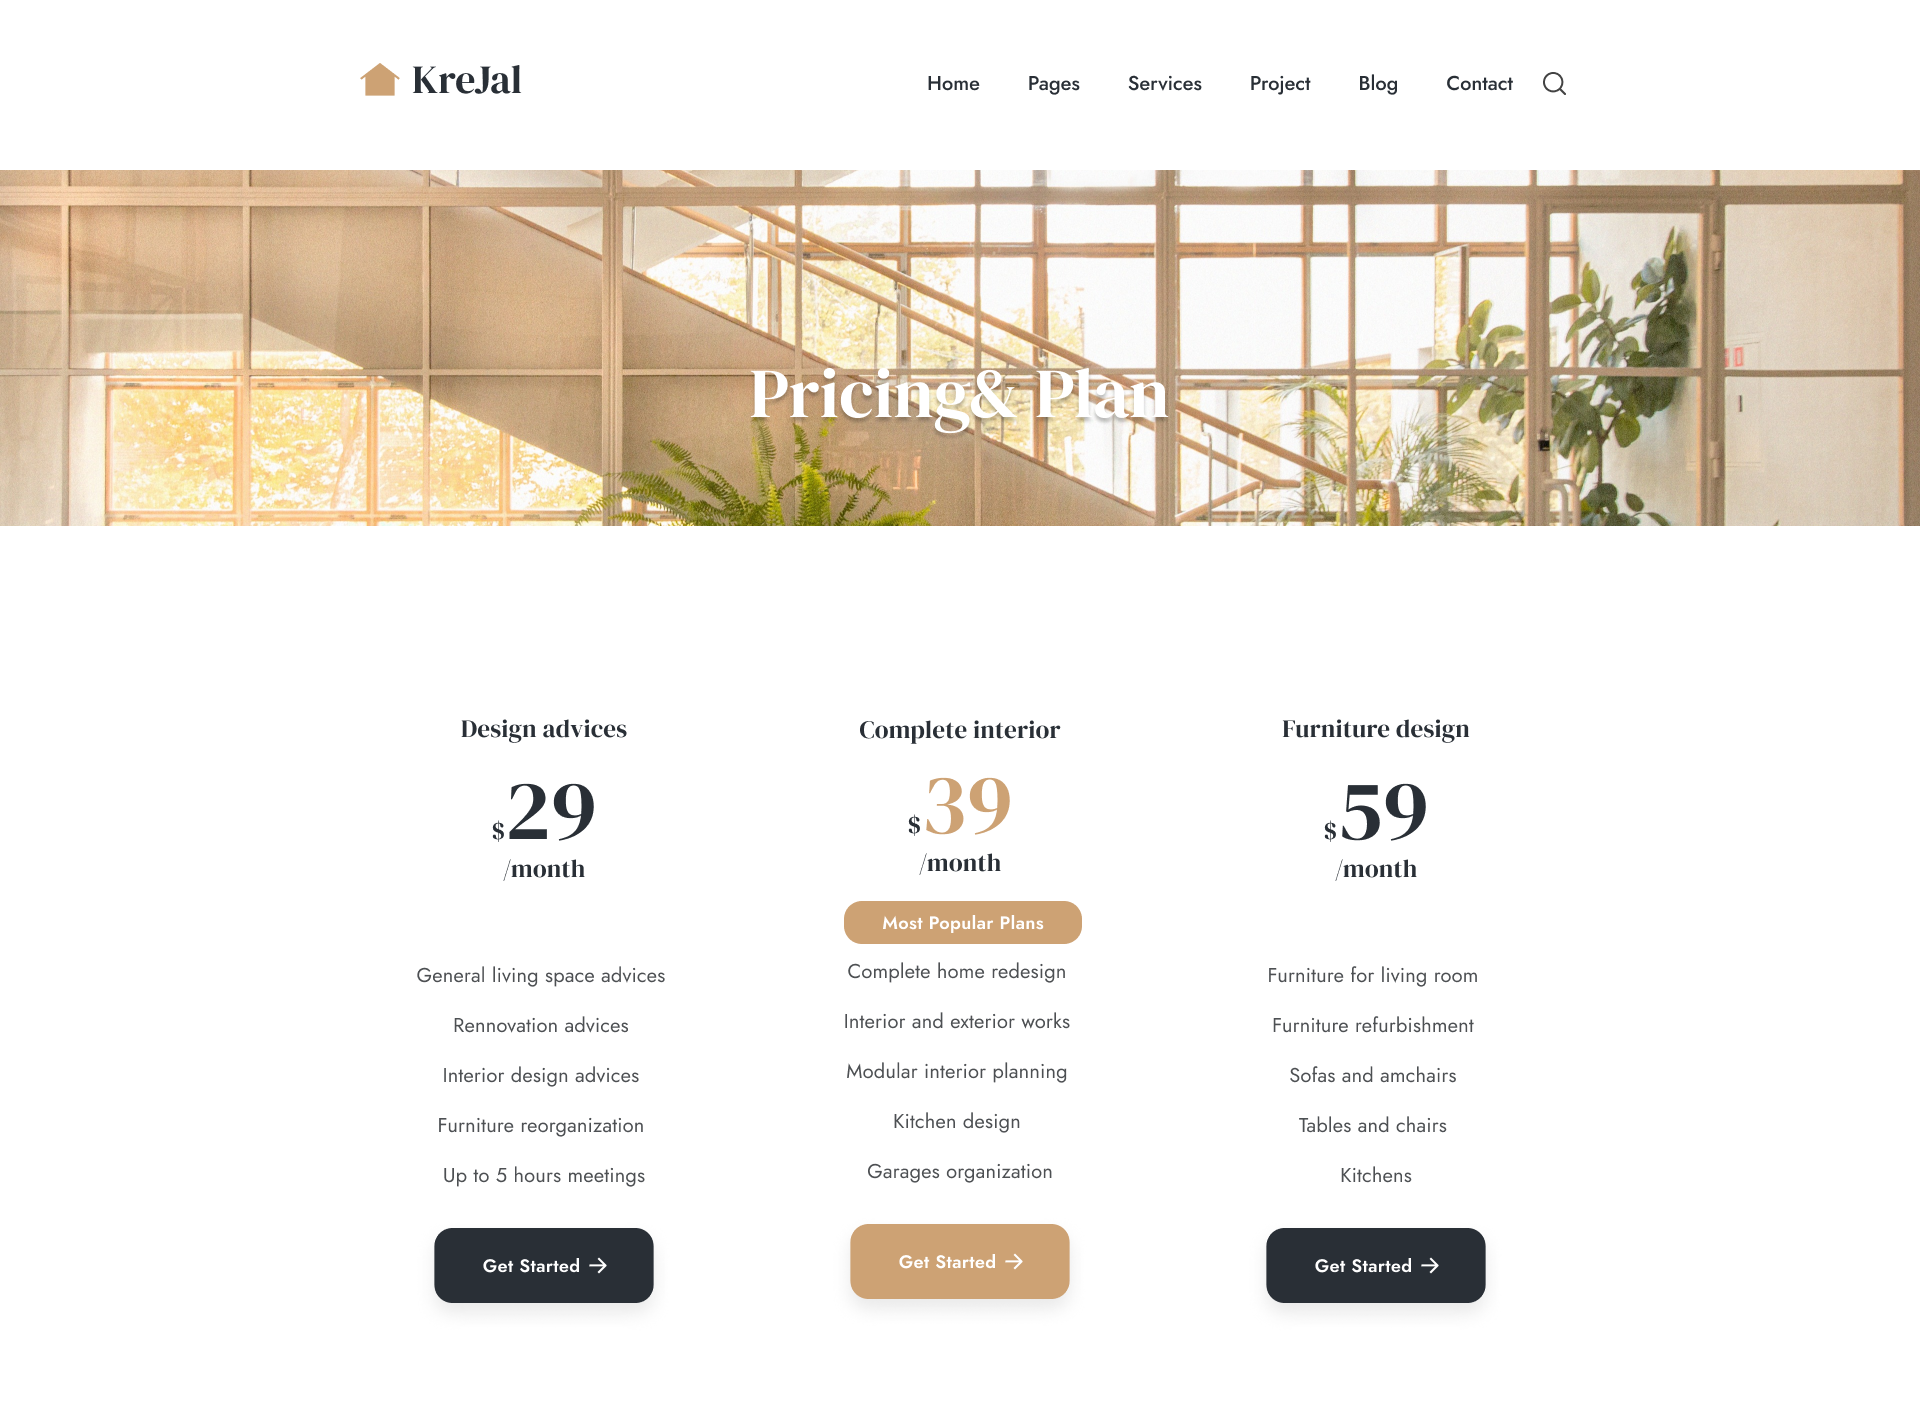 KreJal
Home Pages Services Project Blog Contact
Pricing& Plan
Design advices
$29
/month
General living space advices
Rennovation advices
Interior design advices
Furniture reorganization
Up to 5 hours meetings
Get Started →
Complete interior
$39
/month
Most Popular Plans
Complete home redesign
Interior and exterior works
Modular interior planning
Kitchen design
Garages organization
Get Started →
Furniture design
$59
/month
Furniture for living room
Furniture refurbishment
Sofas and amchairs
Tables and chairs
Kitchens
Get Started →